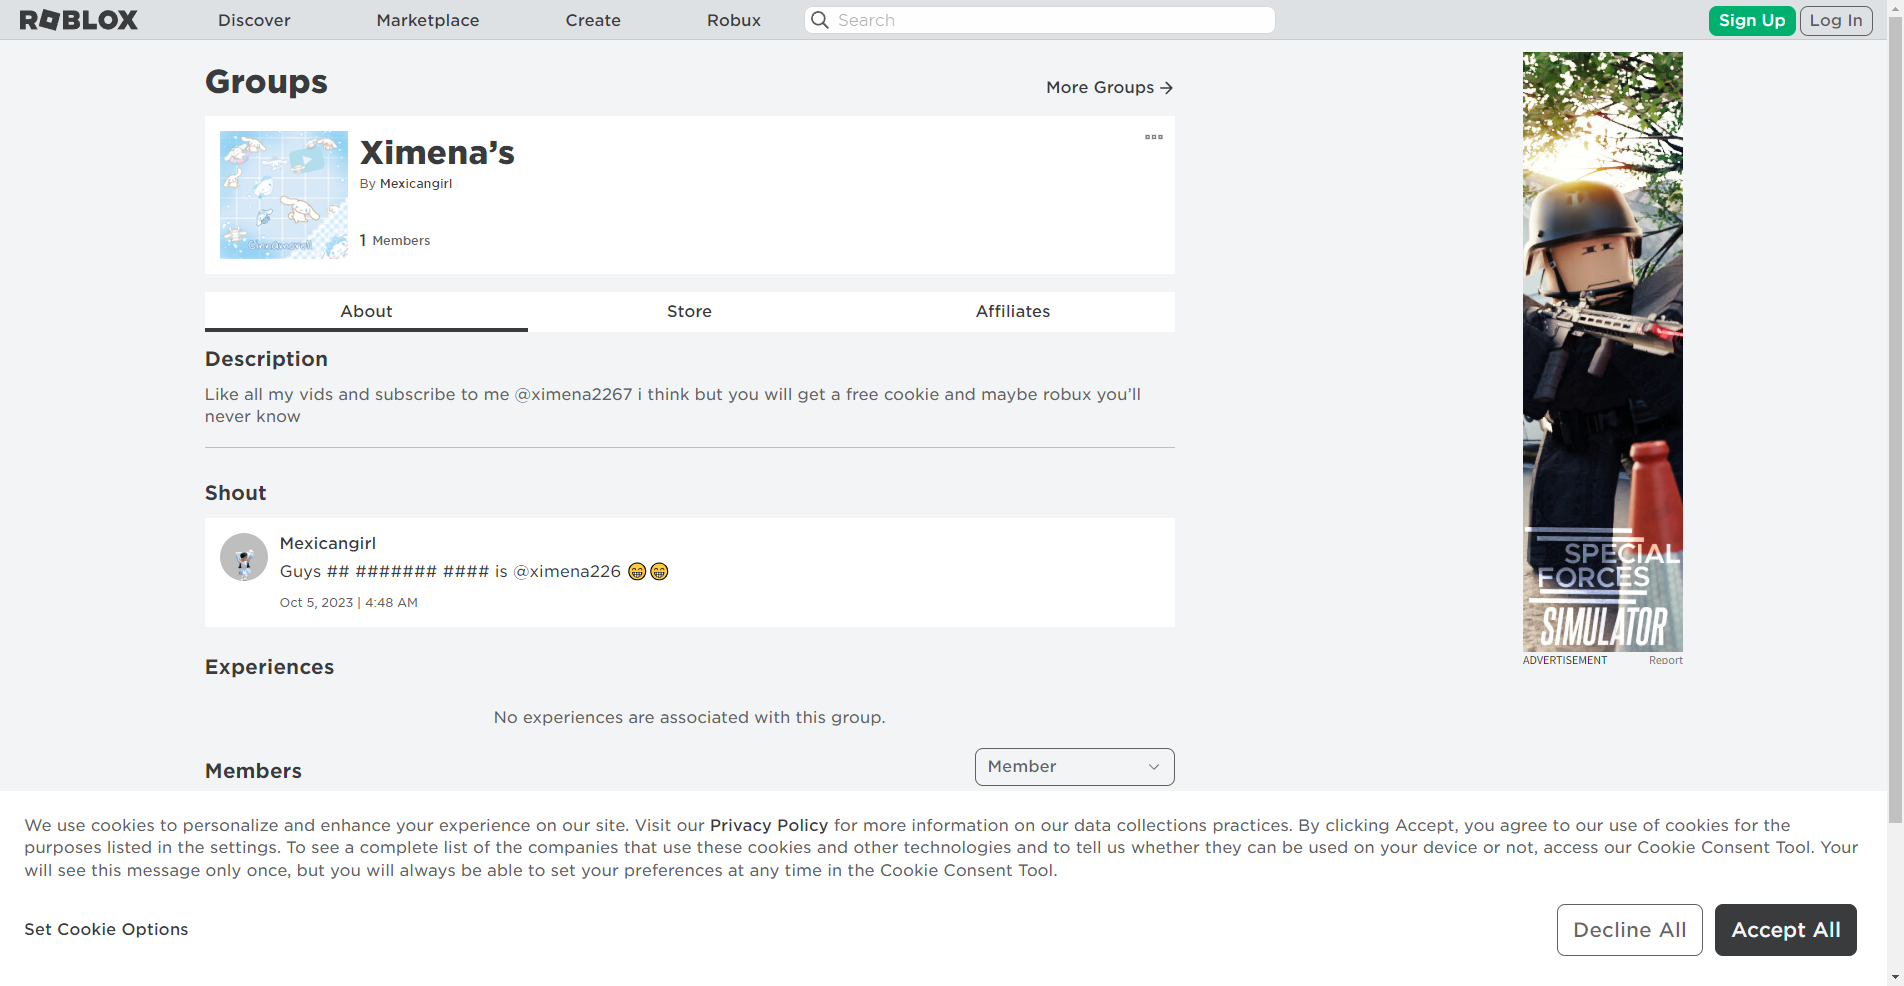 ROBLOX
Discover
Marketplace
Create
Robux
Search
Sign Up
Log In
Groups
More Groups
Ximena’s
By Mexicangirl
1 Members
Cinnamoroll
About
Store
Affiliates
Description
Like all my vids and subscribe to me @ximena2267 i think but you will get a free cookie and maybe robux you’ll
never know
Shout
Mexicangirl
Guys ## ####### #### is @ximena226 😁😁
Oct 5, 2023 | 4:48 AM
Experiences
No experiences are associated with this group.
Members
Member
SPECIAL
FORCES
SIMULATOR
ADVERTISEMENT
Report
We use cookies to personalize and enhance your experience on our site. Visit our Privacy Policy for more information on our data collections practices. By clicking Accept, you agree to our use of cookies for the
purposes listed in the settings. To see a complete list of the companies that use these cookies and other technologies and to tell us whether they can be used on your device or not, access our Cookie Consent Tool. Your
will see this message only once, but you will always be able to set your preferences at any time in the Cookie Consent Tool.
Set Cookie Options
Decline All
Accept All